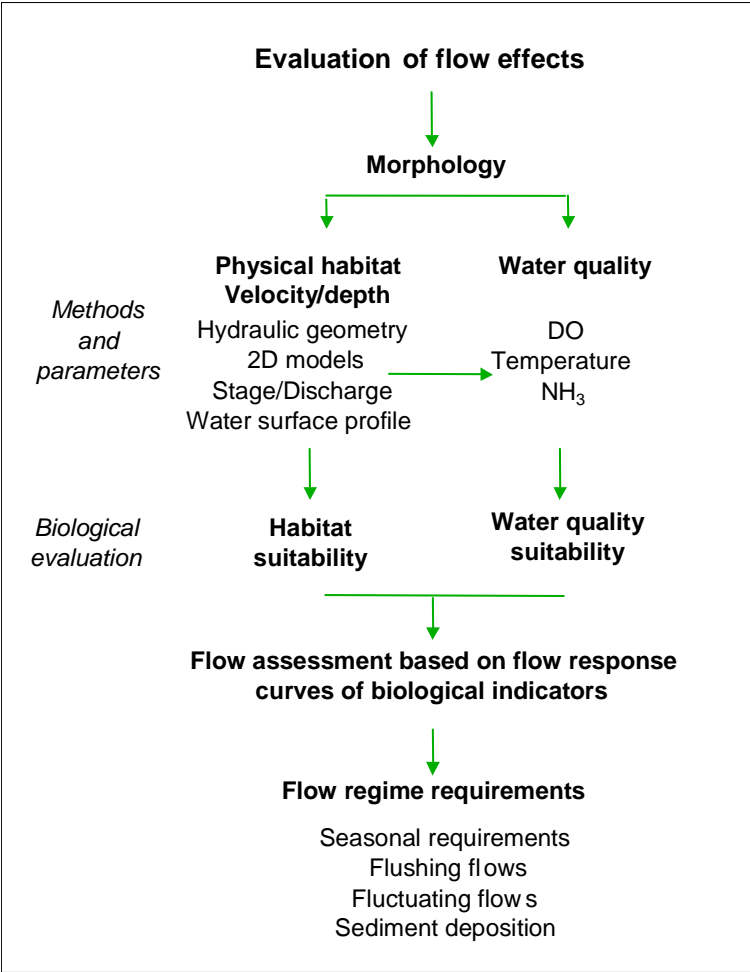 Evaluation of flow effects
Morphology
Physical habitat
Velocity/depth
Water quality
Methods
and
parameters
Hydraulic geometry
2D models
Stage/Discharge
Water surface profile
DO
Temperature
NH₃
Biological
evaluation
Habitat
suitability
Water quality
suitability
Flow assessment based on flow response
curves of biological indicators
Flow regime requirements
Seasonal requirements
Flushing flows
Fluctuating flows
Sediment deposition